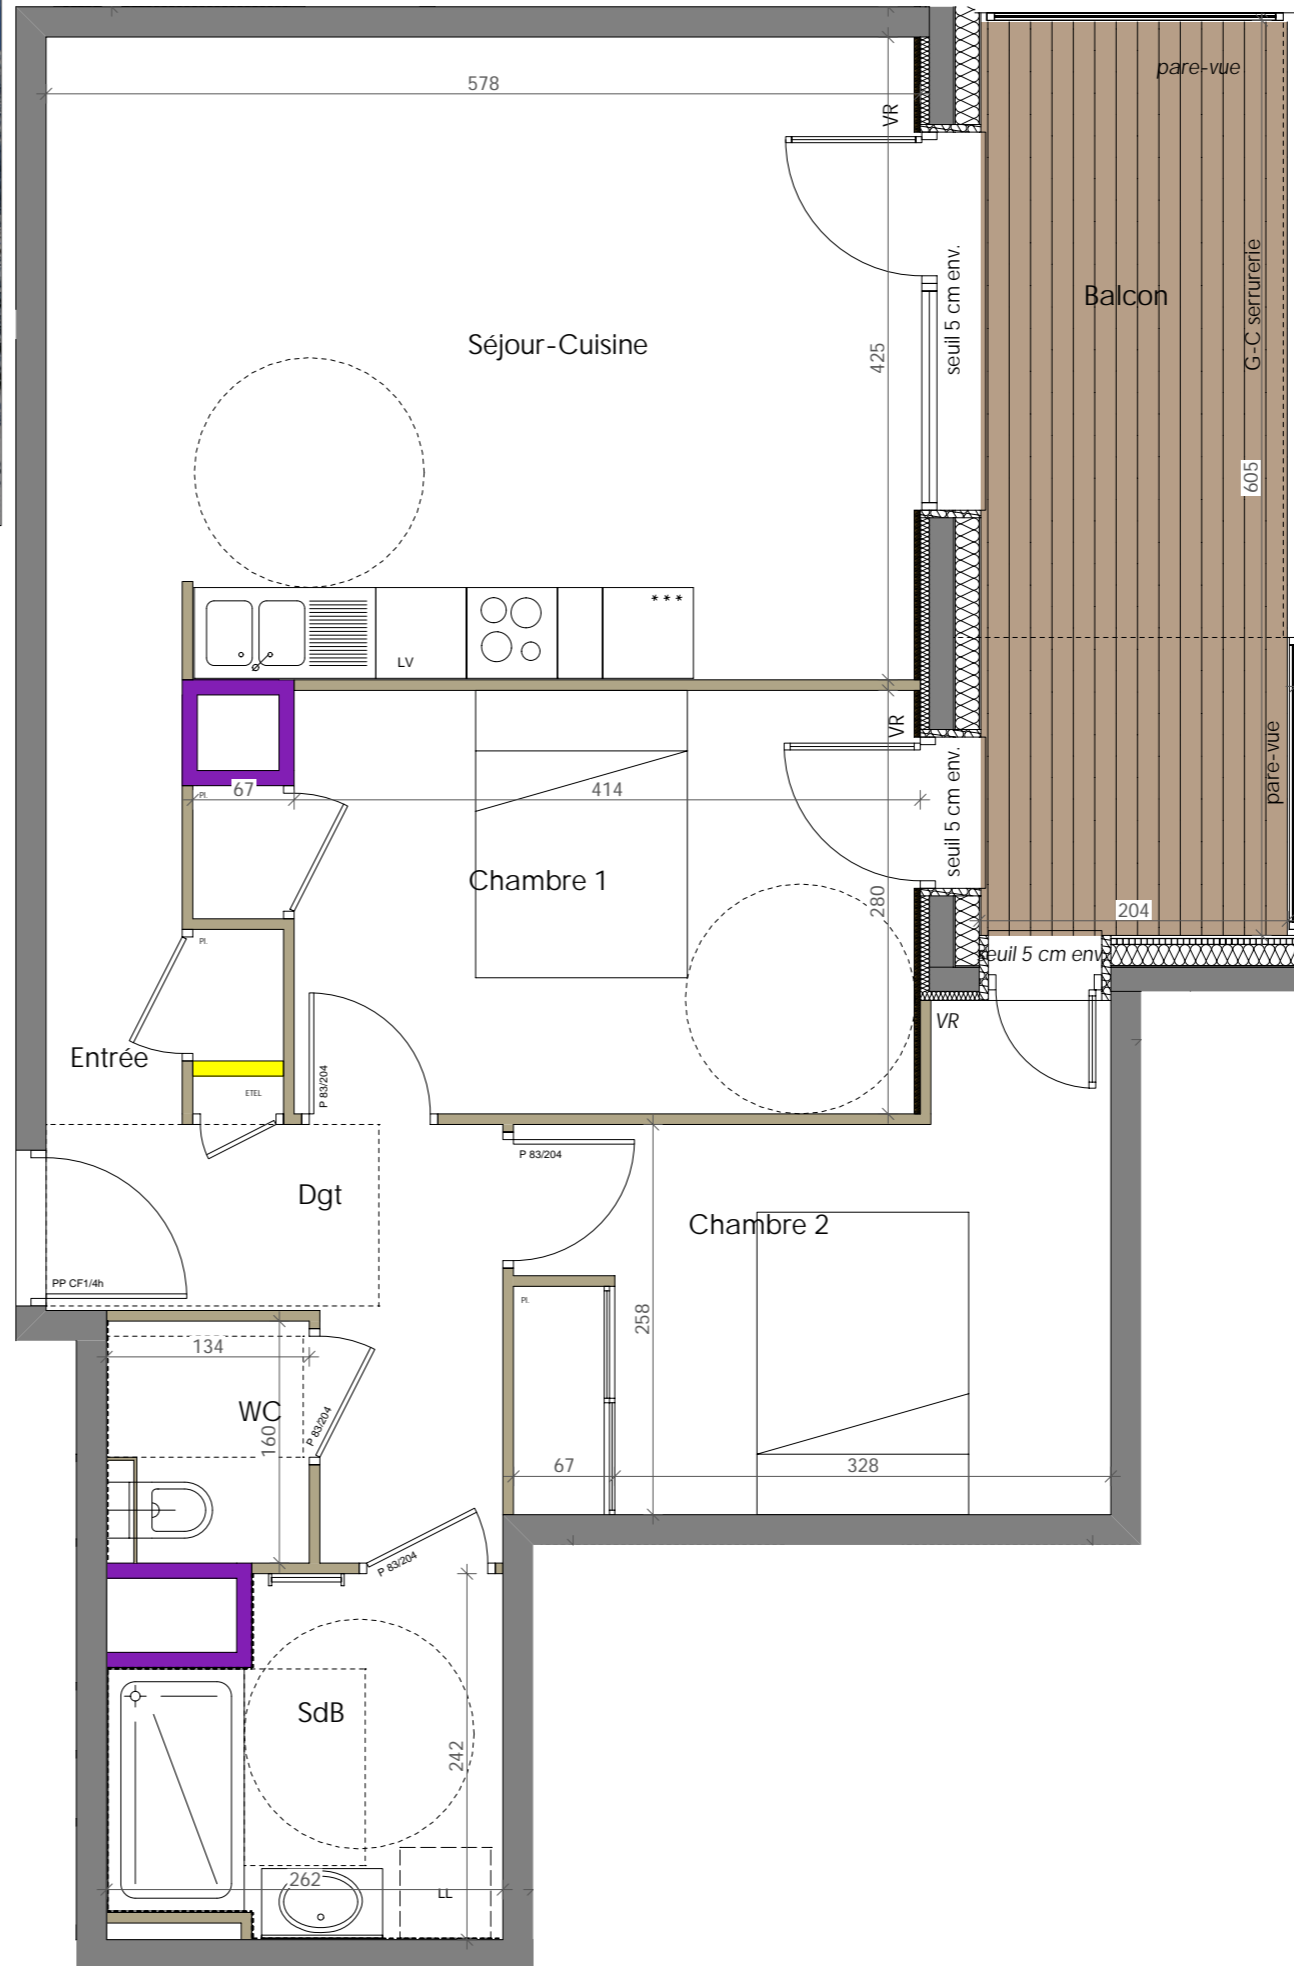 pare-vue
578
VR
G-C serrurerie
seuil 5 cm env.
Balcon
Séjour-Cuisine
425
605
***
LV
VR
pare-vue
seuil 5 cm env.
Pl.
67
414
Chambre 1
280
204
Pl.
seuil 5 cm env.
VR
Entrée
P 83/204
ETEL
P 83/204
Dgt
Chambre 2
PP CF1/4h
Pl.
258
134
WC
P 83/204
160
67
328
P 83/204
SdB
242
262
LL